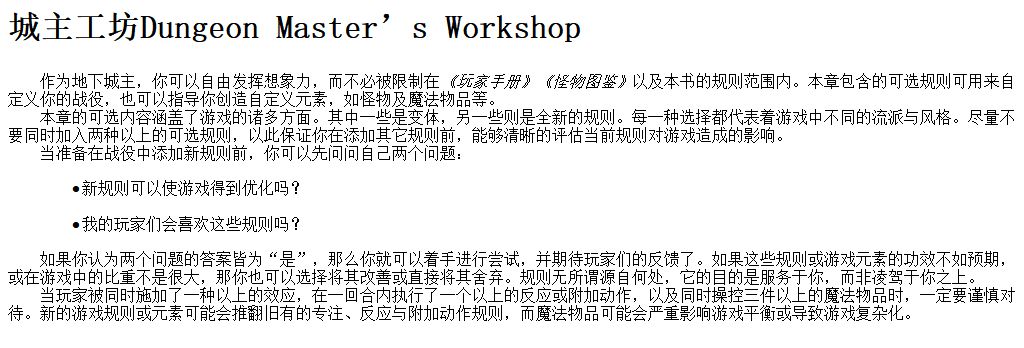 城主工坊Dungeon Master’s Workshop
作为地下城主，你可以自由发挥想象力，而不必被限制在《玩家手册》《怪物图鉴》以及本书的规则范围内。本章包含的可选规则可用来自
定义你的战役，也可以指导你创造自定义元素，如怪物及魔法物品等。
本章的可选内容涵盖了游戏的诸多方面。其中一些是变体，另一些则是全新的规则。每一种选择都代表着游戏中不同的流派与风格。尽量不
要同时加入两种以上的可选规则，以此保证你在添加其它规则前，能够清晰的评估当前规则对游戏造成的影响。
当准备在战役中添加新规则前，你可以先问问自己两个问题：
●新规则可以使游戏得到优化吗？
●我的玩家们会喜欢这些规则吗？
如果你认为两个问题的答案皆为“是”，那么你就可以着手进行尝试，并期待玩家们的反馈了。如果这些规则或游戏元素的功效不如预期，
或在游戏中的比重不是很大，那你也可以选择将其改善或直接将其舍弃。规则无所谓源自何处，它的目的是服务于你，而非凌驾于你之上。
当玩家被同时施加了一种以上的效应，在一回合内执行了一个以上的反应或附加动作，以及同时操控三件以上的魔法物品时，一定要谨慎对
待。新的游戏规则或元素可能会推翻旧有的专注、反应与附加动作规则，而魔法物品可能会严重影响游戏平衡或导致游戏复杂化。